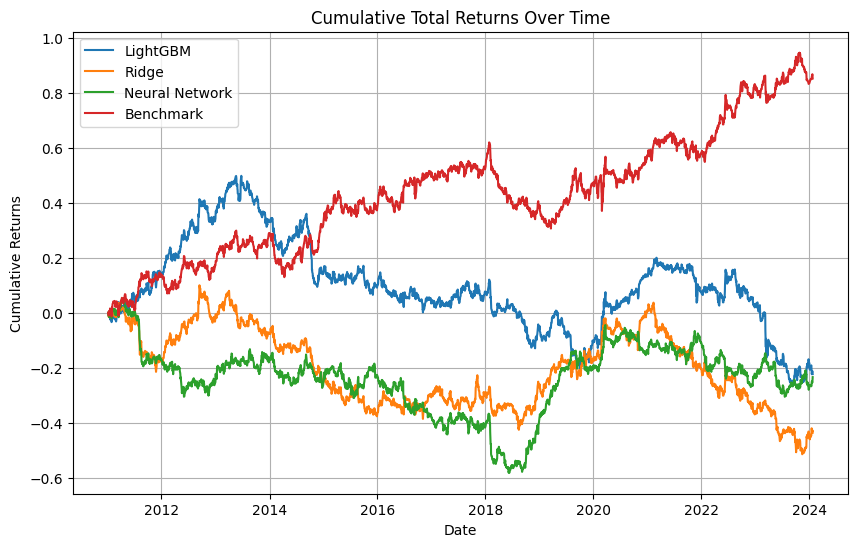 Cumulative Total Returns Over Time
LightGBM
Ridge
Neural Network
Benchmark
Cumulative Returns
1.0
0.8
0.6
0.4
0.2
0.0
−0.2
−0.4
−0.6
2012 2014 2016 2018 2020 2022 2024
Date